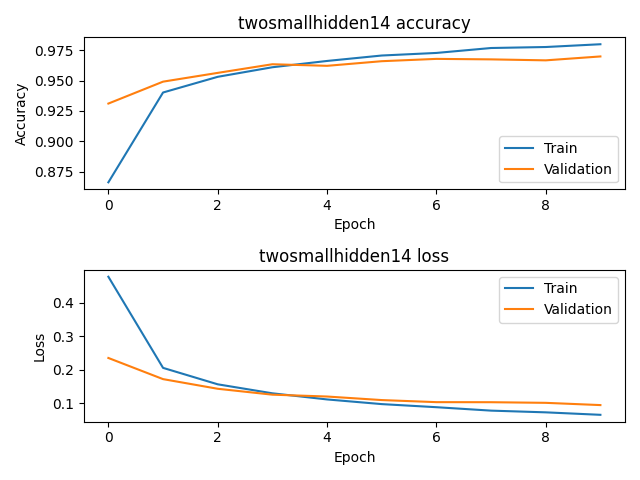 twosmallhidden14 accuracy
0.975
0.950
0.925
0.900
0.875
Accuracy
Train
Validation
0 2 4 6 8
Epoch
twosmallhidden14 loss
0.4
0.3
0.2
0.1
Loss
Train
Validation
0 2 4 6 8
Epoch